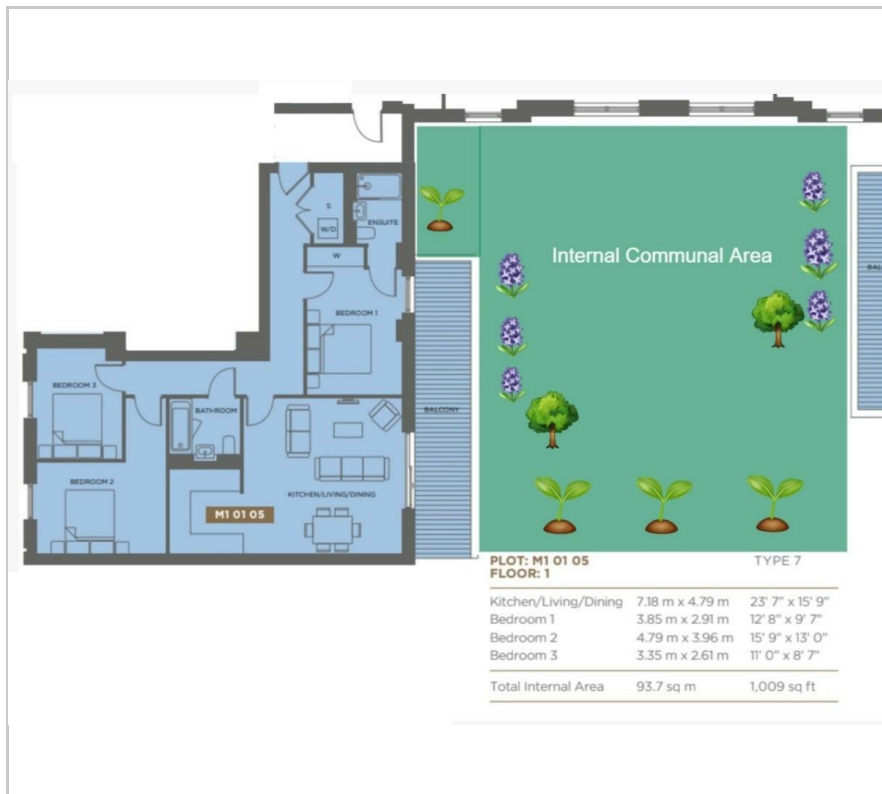 S
W/D
ENSUITE
W
Internal Communal Area
BAL
BEDROOM 1
BEDROOM 3
BATHROOM
BALCONY
BEDROOM 2
KITCHEN/LIVING/DINING
M1 01 05
PLOT: M1 01 05 TYPE 7
FLOOR: 1
Kitchen/Living/Dining 7.18 m x 4.79 m 23' 7" x 15' 9"
Bedroom 1 3.85 m x 2.91 m 12' 8" x 9' 7"
Bedroom 2 4.79 m x 3.96 m 15' 9" x 13' 0"
Bedroom 3 3.35 m x 2.61 m 11' 0" x 8' 7"
Total Internal Area 93.7 sq m 1,009 sq ft